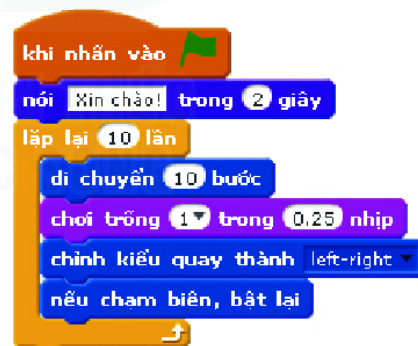 khi nhấn vào
nói Xin chào! trong 2 giây
lặp lại 10 lần
di chuyển 10 bước
chơi trống 1 trong 0.25 nhịp
chỉnh kiểu quay thành left-right
nếu chạm biên, bật lại